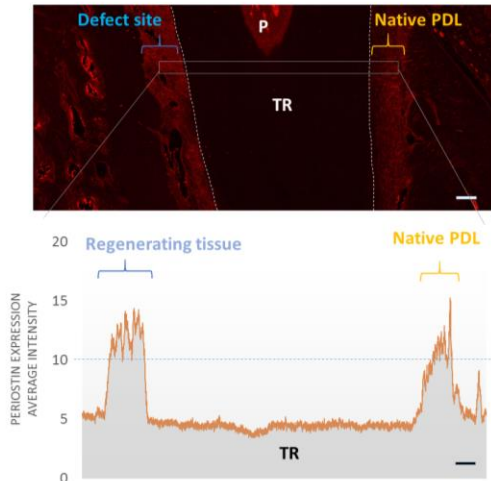 Defect site
Native PDL
P
TR
20
Regenerating tissue
Native PDL
15
PERIOSTIN EXPRESSION
AVERAGE INTENSITY
10
5
TR
0